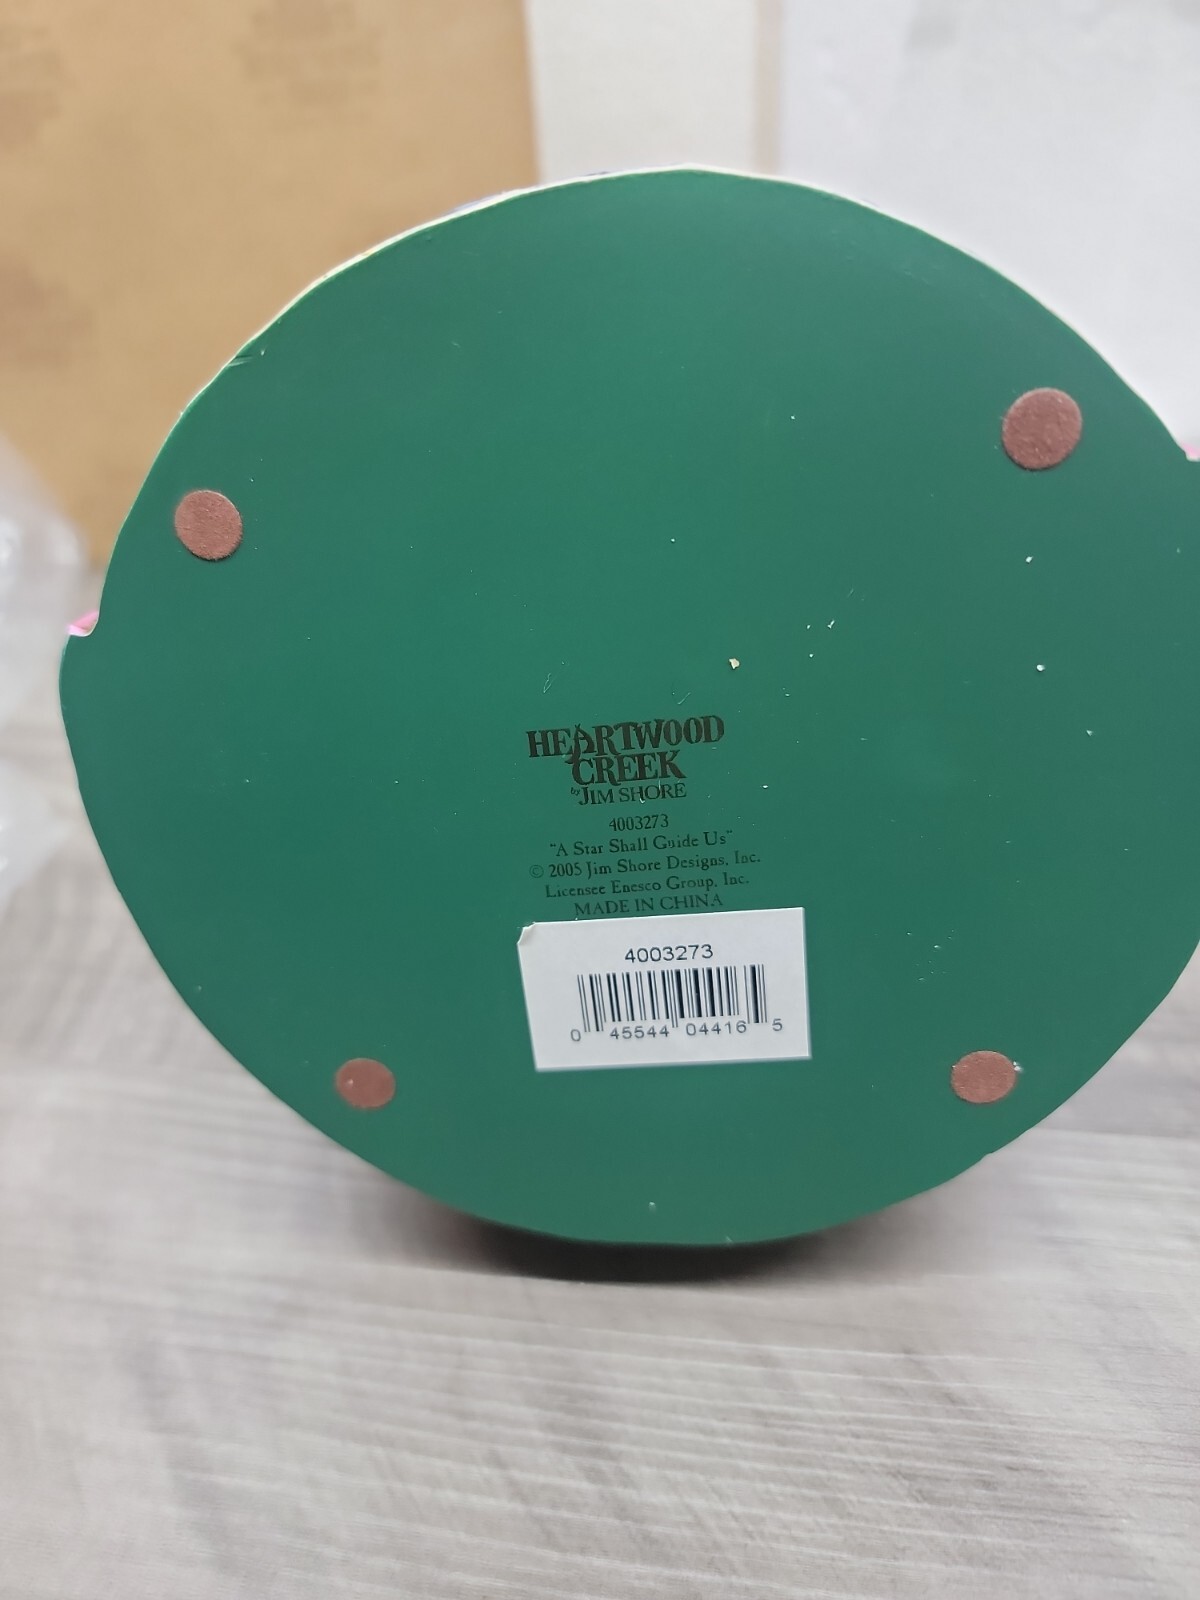 HEARTWOOD
CREEK
by JIM SHORE
4003273
"A Star Shall Guide Us"
© 2005 Jim Shore Designs, Inc.
Licensee Enesco Group, Inc.
MADE IN CHINA
4003273
0 45544 04416 5